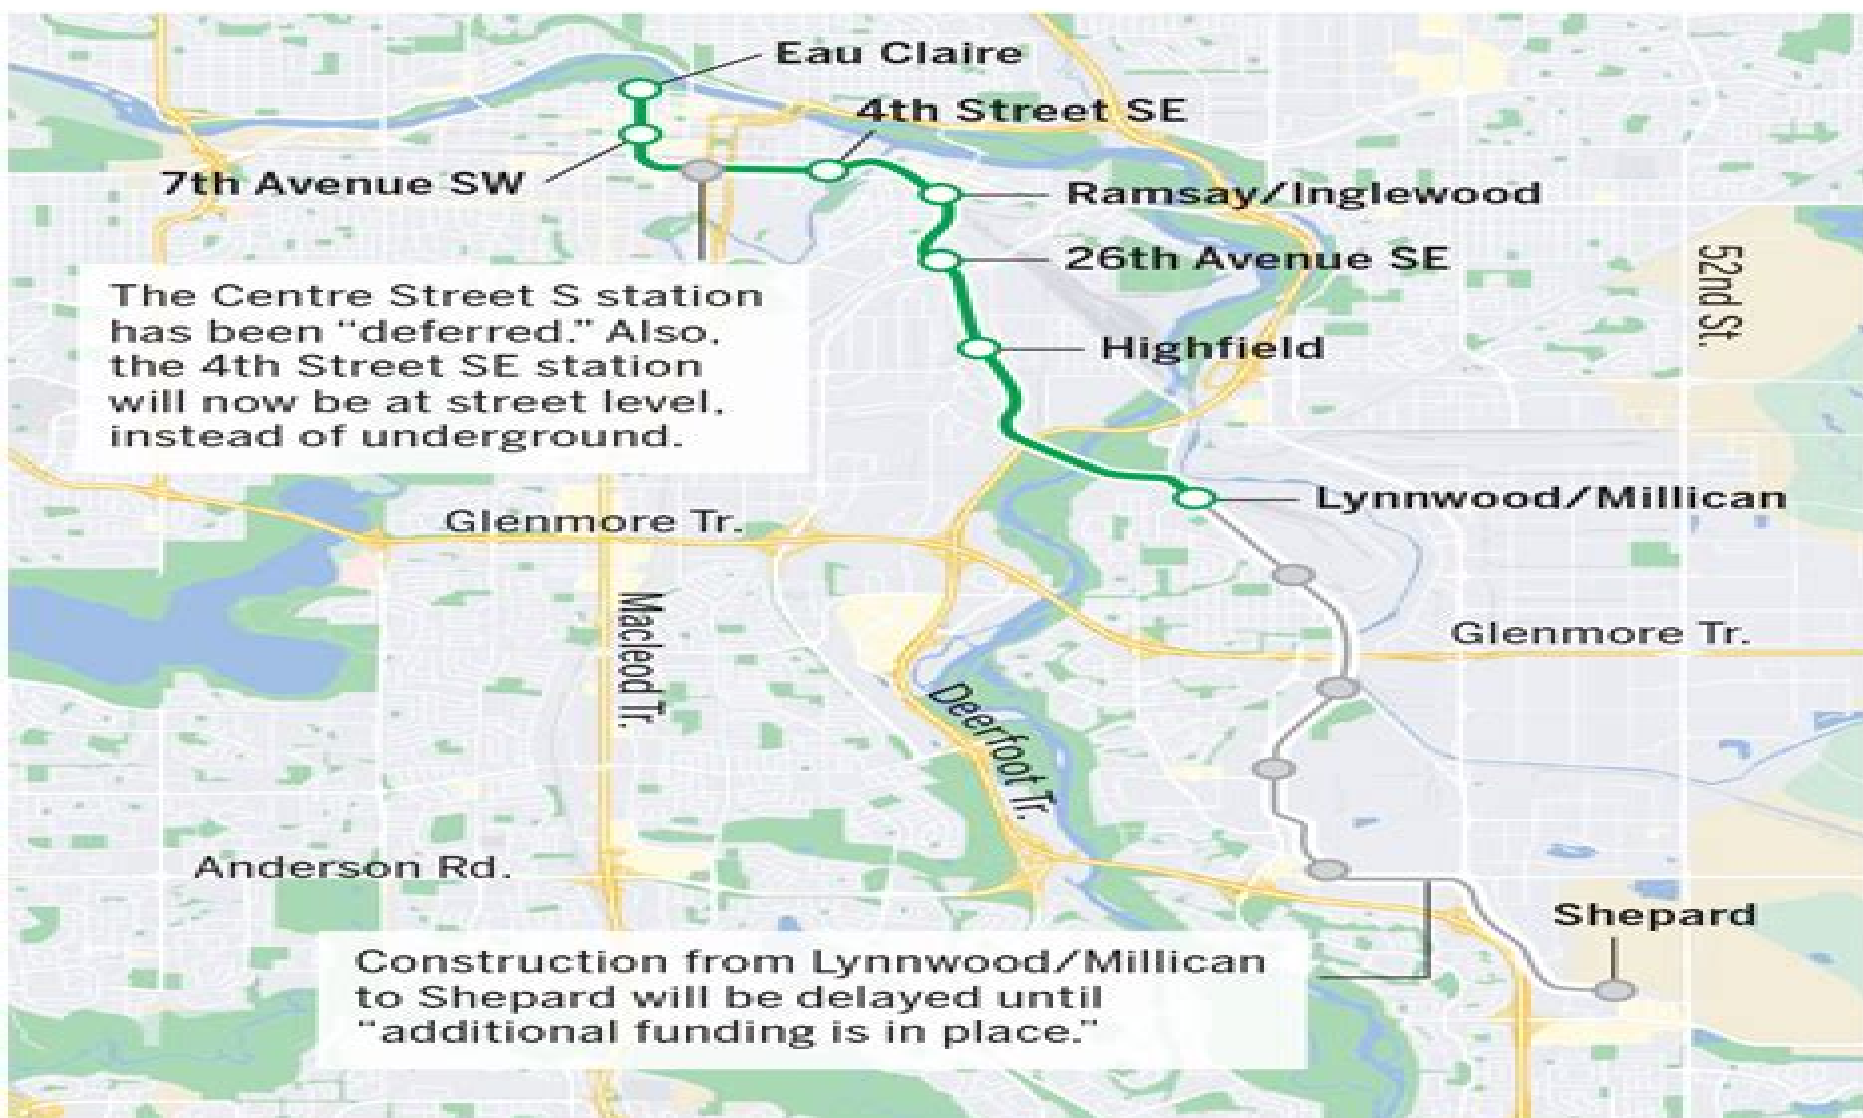 Eau Claire
4th Street SE
7th Avenue SW
Ramsay/Inglewood
26th Avenue SE
52nd St.
The Centre Street S station
has been “deferred.” Also,
the 4th Street SE station
will now be at street level,
instead of underground.
Highfield
Lynnwood/Millican
Glenmore Tr.
Macleod Tr.
Glenmore Tr.
Deerfoot Tr.
Anderson Rd.
Shepard
Construction from Lynnwood/Millican
to Shepard will be delayed until
“additional funding is in place.”